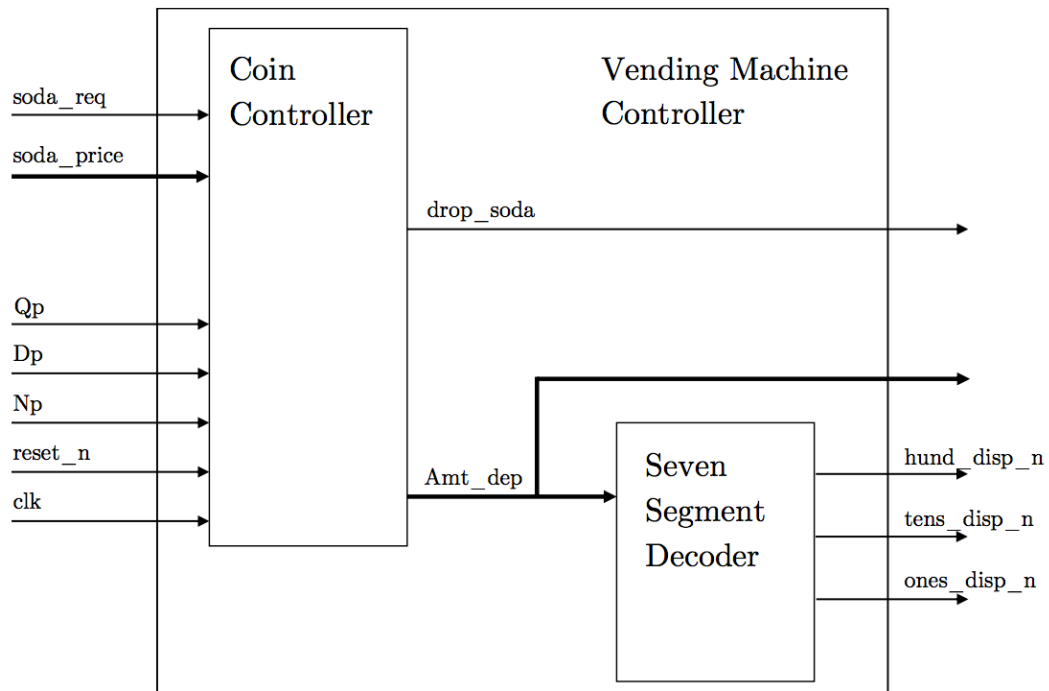 Coin
Controller
Vending Machine
Controller
soda_req
soda_price
drop_soda
Qp
Dp
Np
reset_n
clk
Amt_dep
Seven
Segment
Decoder
hund_disp_n
tens_disp_n
ones_disp_n